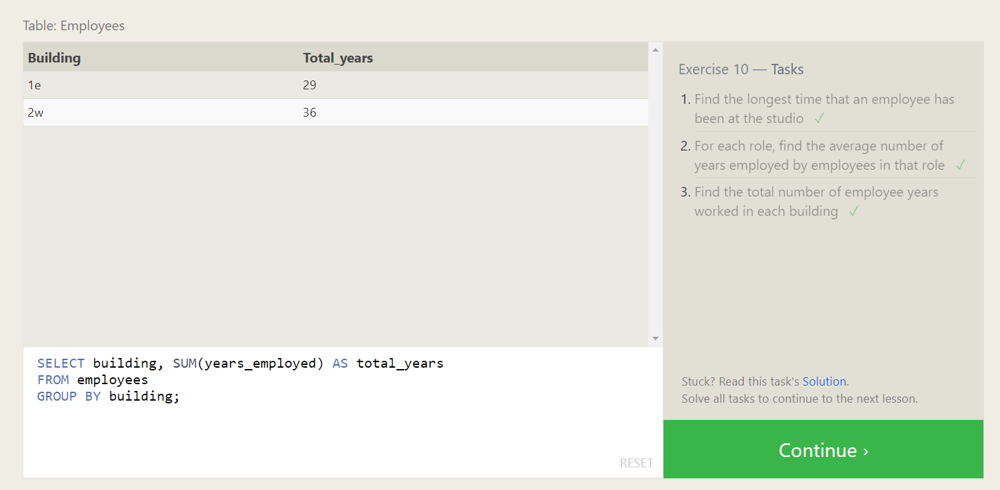 Table: Employees
Building Total_years
1e 29
2w 36
SELECT building, SUM(years_employed) AS total_years
FROM employees
GROUP BY building;
RESET
Exercise 10 — Tasks
1. Find the longest time that an employee has
been at the studio ✓
2. For each role, find the average number of
years employed by employees in that role ✓
3. Find the total number of employee years
worked in each building ✓
Stuck? Read this task's Solution.
Solve all tasks to continue to the next lesson.
Continue ›